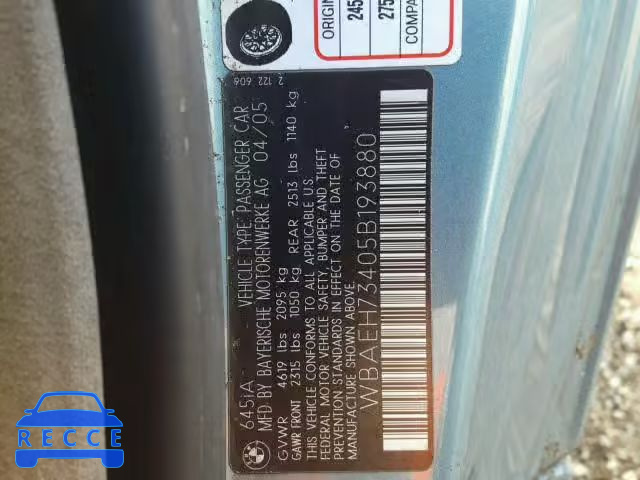 ORIGIN
245
275
COMPA
2 122 606
645iA VEHICLE TYPE: PASSENGER CAR
MFD BY BAYERISCHE MOTORENWERKE AG 04/05
GVWR 4619 lbs 2095 kg
GAWR FRONT 2315 lbs 1050 kg REAR 2513 lbs 1140 kg
THIS VEHICLE CONFORMS TO ALL APPLICABLE U.S.
FEDERAL MOTOR VEHICLE SAFETY, BUMPER AND THEFT
PREVENTION STANDARDS IN EFFECT ON THE DATE OF
MANUFACTURE SHOWN ABOVE.
WBAEH73405B193880